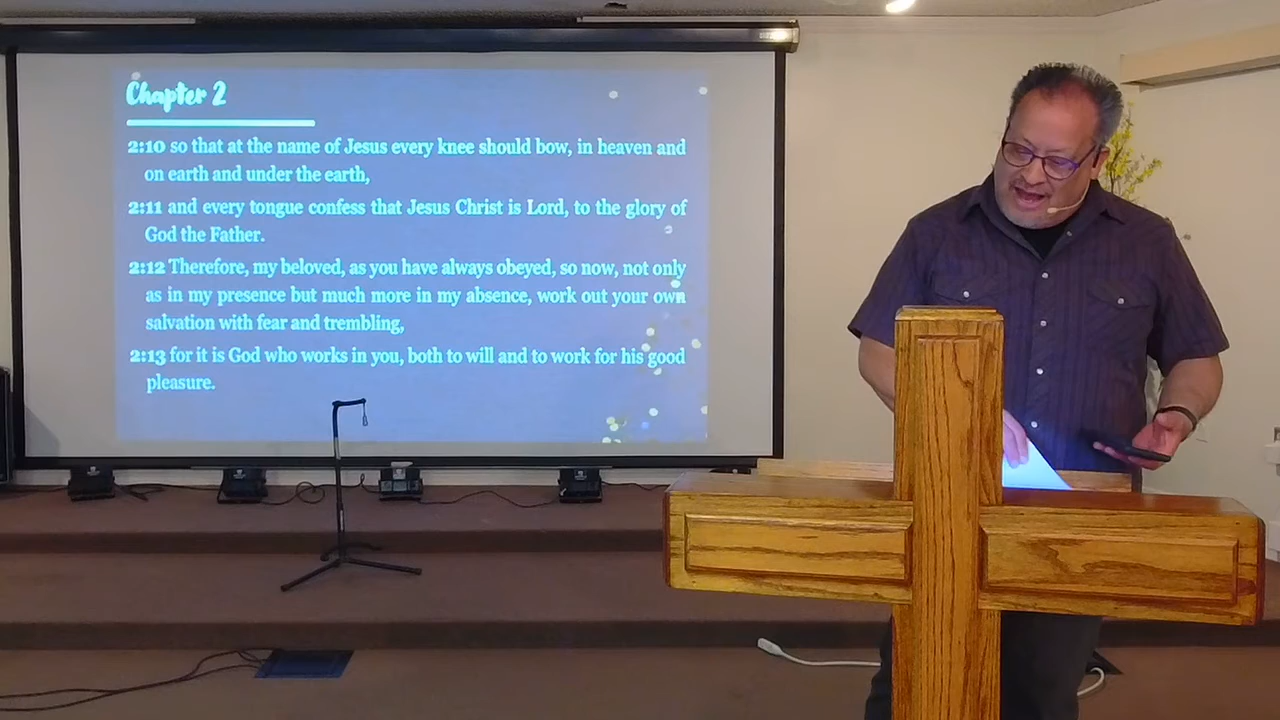 Chapter 2
2:10 so that at the name of Jesus every knee should bow, in heaven and
on earth and under the earth,
2:11 and every tongue confess that Jesus Christ is Lord, to the glory of
God the Father.
2:12 Therefore, my beloved, as you have always obeyed, so now, not only
as in my presence but much more in my absence, work out your own
salvation with fear and trembling,
2:13 for it is God who works in you, both to will and to work for his good
pleasure.